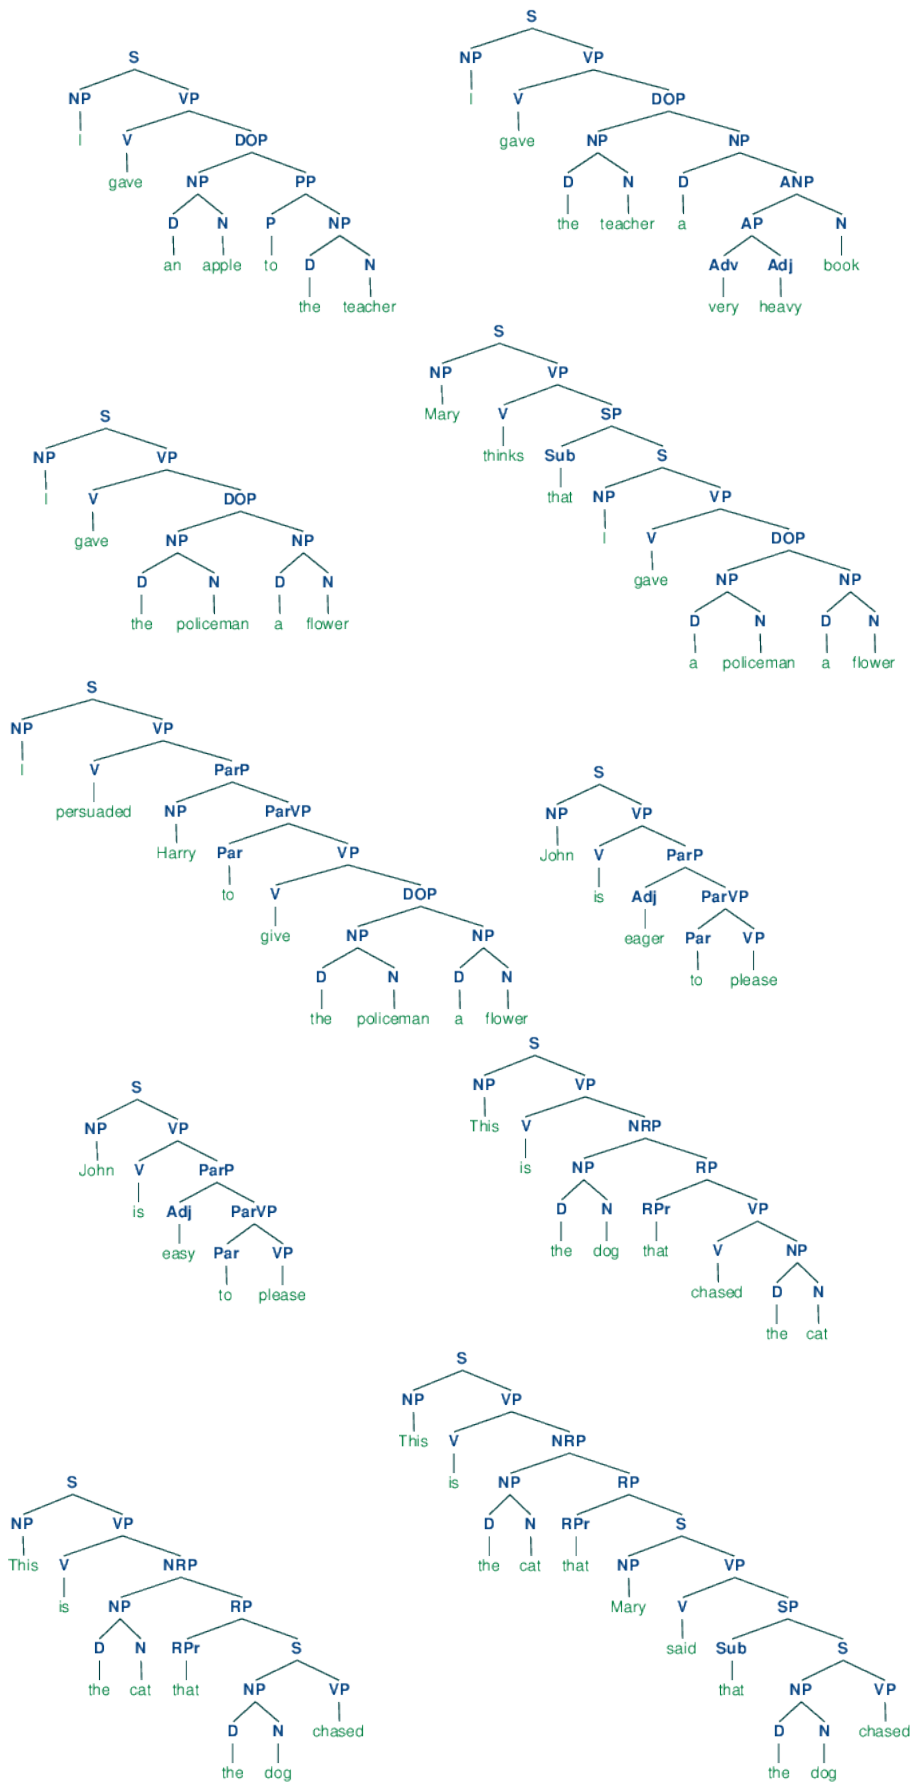 S
NP VP
I V DOP
gave NP PP
D N P NP
an apple to D N
the teacher
S
NP VP
I V DOP
gave NP NP
D N D ANP
the teacher a AP N
Adv Adj book
very heavy
S
NP VP
I V DOP
gave NP NP
D N D N
the policeman a flower
S
NP VP
Mary V SP
thinks Sub S
that NP VP
I V DOP
gave NP NP
D N D N
a policeman a flower
S
NP VP
I V ParP
persuaded NP ParVP
Harry Par VP
to V DOP
give NP NP
D N D N
the policeman a flower
S
NP VP
John V ParP
is Adj ParVP
eager Par VP
to please
S
NP VP
John V ParP
is Adj ParVP
easy Par VP
to please
S
NP VP
This V NRP
is NP RP
D N RPr VP
the dog that V NP
chased D N
the cat
S
NP VP
This V NRP
is NP RP
D N RPr S
the cat that NP VP
D N chased
the dog
S
NP VP
This V NRP
is NP RP
D N RPr S
the cat that NP VP
Mary V SP
said Sub S
that NP VP
D N chased
the dog